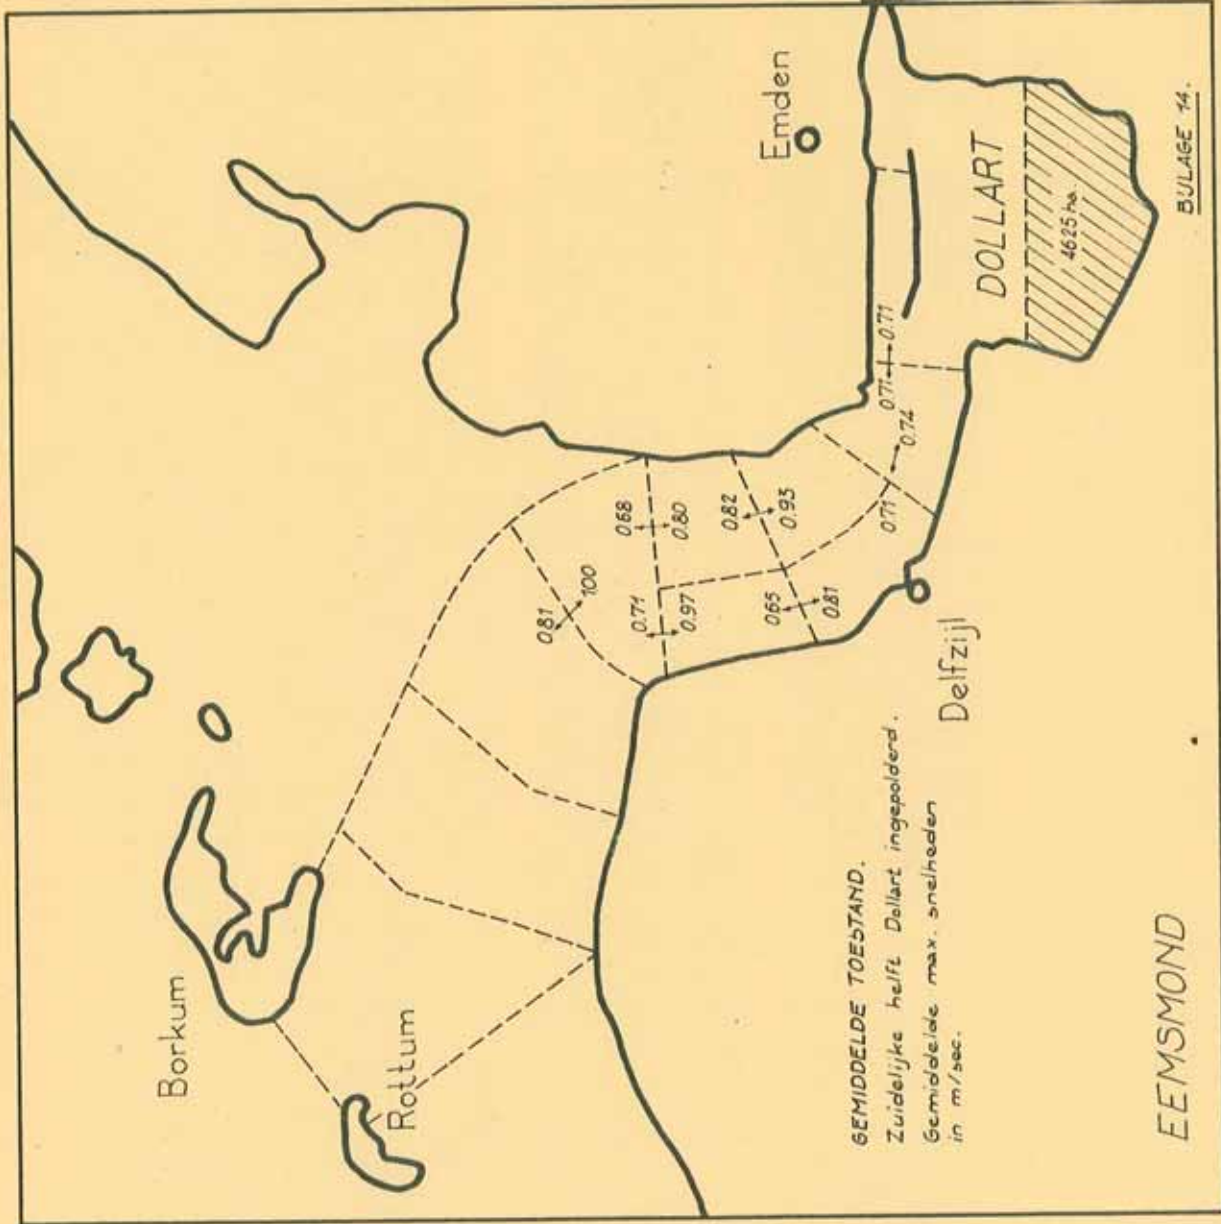 Borkum
Rottum
Emden
DOLLART
4625 ha.
0.81
100
0.68
0.80
0.71
0.97
0.82
0.93
0.65
0.81
0.71
0.74
0.71
0.71
Delfzijl
GEMIDDELDE TOESTAND.
Zuidelijke helft Dollart ingepolderd.
Gemiddelde max. snelheden
in m/sec.
EEMSMOND
BIJLAGE 14.